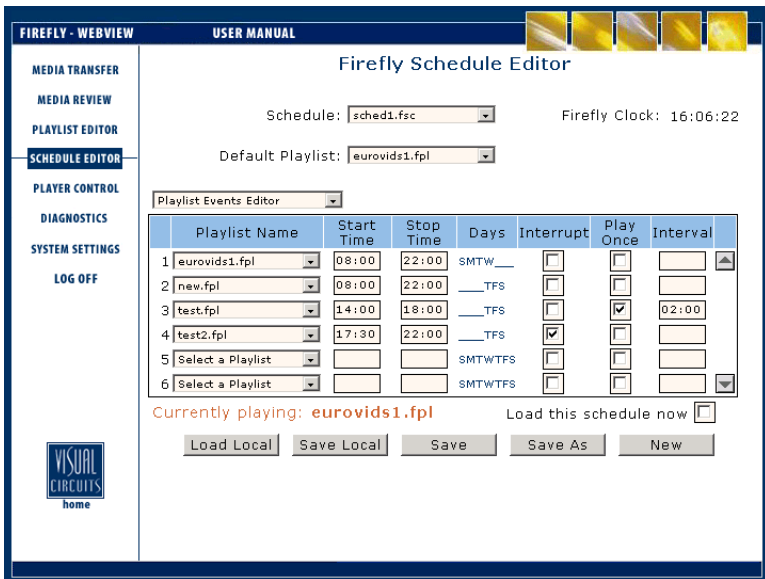 FIREFLY - WEBVIEW USER MANUAL
MEDIA TRANSFER
MEDIA REVIEW
PLAYLIST EDITOR
SCHEDULE EDITOR
PLAYER CONTROL
DIAGNOSTICS
SYSTEM SETTINGS
LOG OFF
VISUAL
CIRCUITS
home
Firefly Schedule Editor
Schedule: sched1.fsc Firefly Clock: 16:06:22
Default Playlist: eurovids1.fpl
Playlist Events Editor
Playlist Name Start Time Stop Time Days Interrupt Play Once Interval
1 eurovids1.fpl 08:00 22:00 SMTW___
2 new.fpl 08:00 22:00 ____TFS
3 test.fpl 14:00 18:00 ____TFS 02:00
4 test2.fpl 17:30 22:00 ____TFS
5 Select a Playlist SMTWTFS
6 Select a Playlist SMTWTFS
Currently playing: eurovids1.fpl Load this schedule now
Load Local Save Local Save Save As New